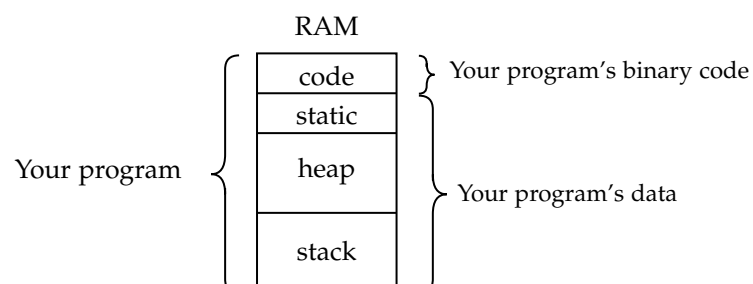 RAM
code
Your program's binary code
static
Your program
heap
Your program's data
stack